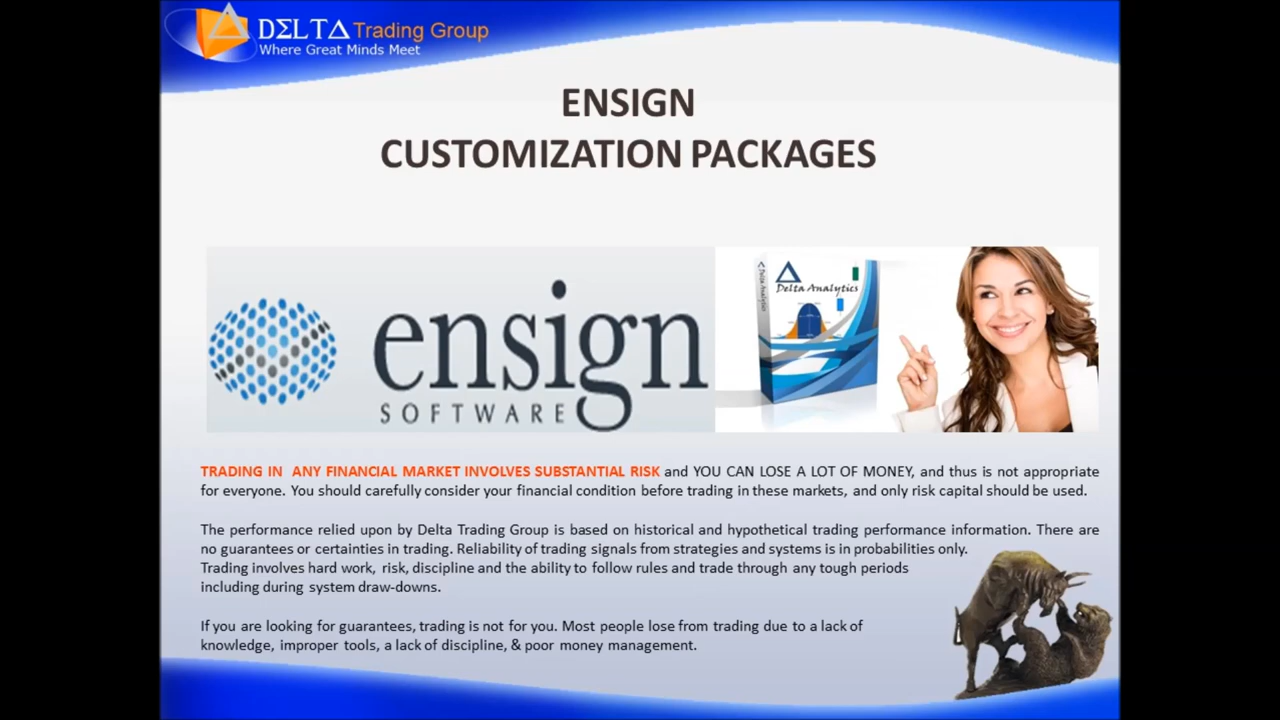 DΣLTΔ Trading Group
Where Great Minds Meet
ENSIGN
CUSTOMIZATION PACKAGES
ensign
SOFTWARE
Delta Analytics
Delta Analytics
TRADING IN ANY FINANCIAL MARKET INVOLVES SUBSTANTIAL RISK and YOU CAN LOSE A LOT OF MONEY, and thus is not appropriate
for everyone. You should carefully consider your financial condition before trading in these markets, and only risk capital should be used.
The performance relied upon by Delta Trading Group is based on historical and hypothetical trading performance information. There are
no guarantees or certainties in trading. Reliability of trading signals from strategies and systems is in probabilities only.
Trading involves hard work, risk, discipline and the ability to follow rules and trade through any tough periods
including during system draw-downs.
If you are looking for guarantees, trading is not for you. Most people lose from trading due to a lack of
knowledge, improper tools, a lack of discipline, & poor money management.